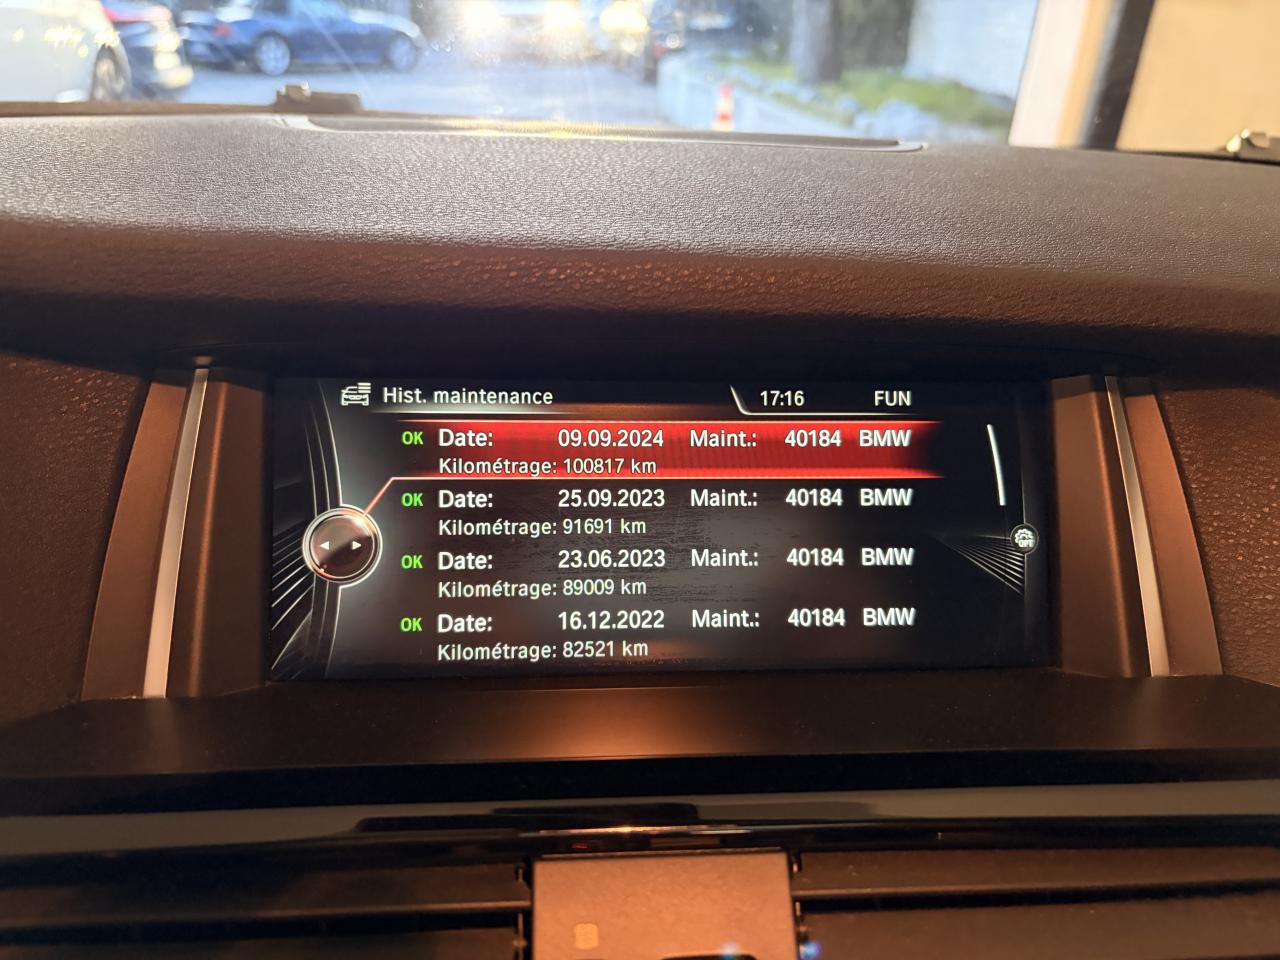 Hist. maintenance 17:16 FUN
OK Date: 09.09.2024 Maint.: 40184 BMW
Kilométrage: 100817 km
OK Date: 25.09.2023 Maint.: 40184 BMW
Kilométrage: 91691 km
OK Date: 23.06.2023 Maint.: 40184 BMW
Kilométrage: 89009 km
OK Date: 16.12.2022 Maint.: 40184 BMW
Kilométrage: 82521 km
OPT